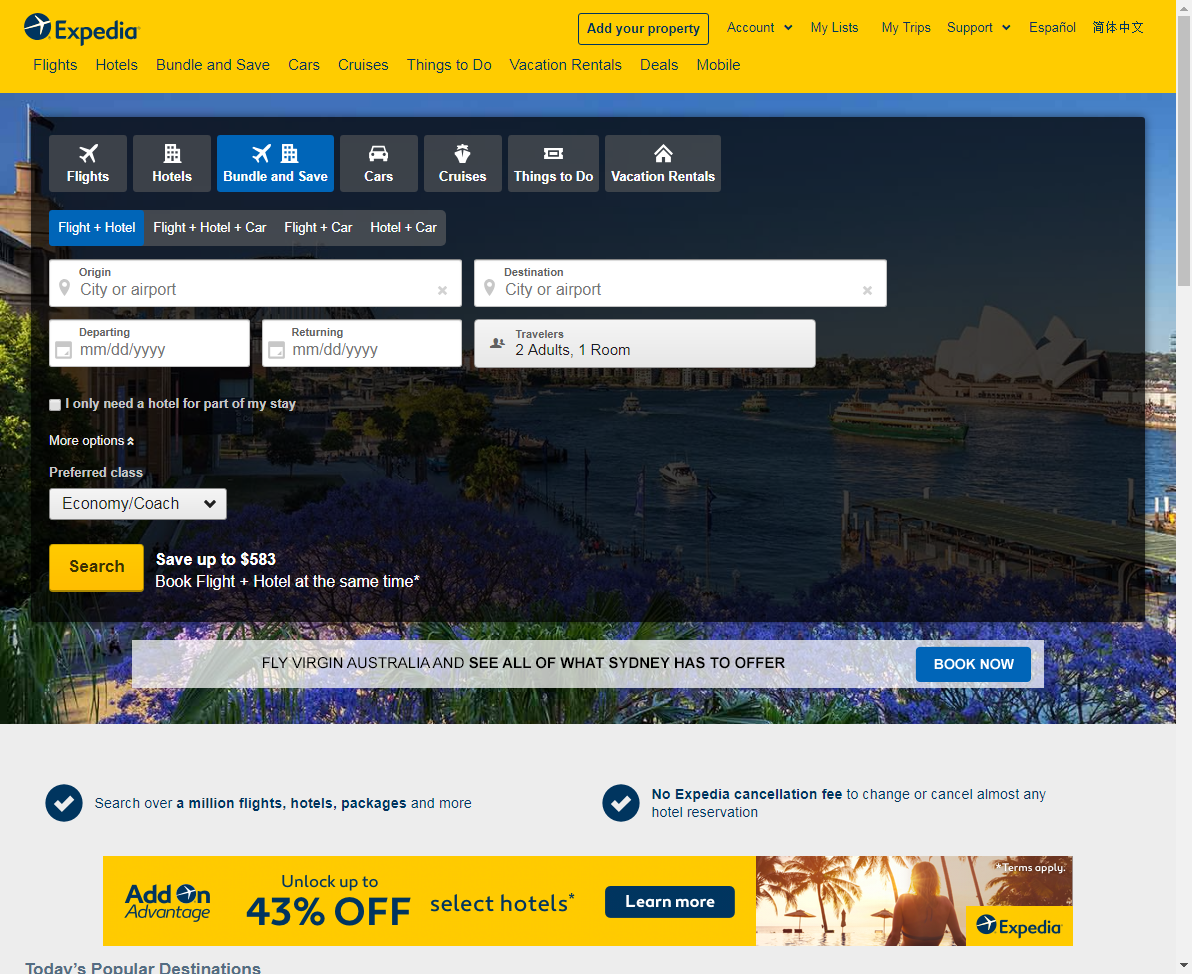 Expedia
Add your property
Account
My Lists
My Trips
Support
Español
简体中文
Flights
Hotels
Bundle and Save
Cars
Cruises
Things to Do
Vacation Rentals
Deals
Mobile
Flights
Hotels
Bundle and Save
Cars
Cruises
Things to Do
Vacation Rentals
Flight + Hotel
Flight + Hotel + Car
Flight + Car
Hotel + Car
Origin
City or airport
Destination
City or airport
Departing
mm/dd/yyyy
Returning
mm/dd/yyyy
Travelers
2 Adults, 1 Room
I only need a hotel for part of my stay
More options
Preferred class
Economy/Coach
Search
Save up to $583
Book Flight + Hotel at the same time*
FLY VIRGIN AUSTRALIA AND SEE ALL OF WHAT SYDNEY HAS TO OFFER
BOOK NOW
Search over a million flights, hotels, packages and more
No Expedia cancellation fee to change or cancel almost any
hotel reservation
Add On
Advantage
Unlock up to
43% OFF
select hotels*
Learn more
*Terms apply.
Expedia
Today's Popular Destinations